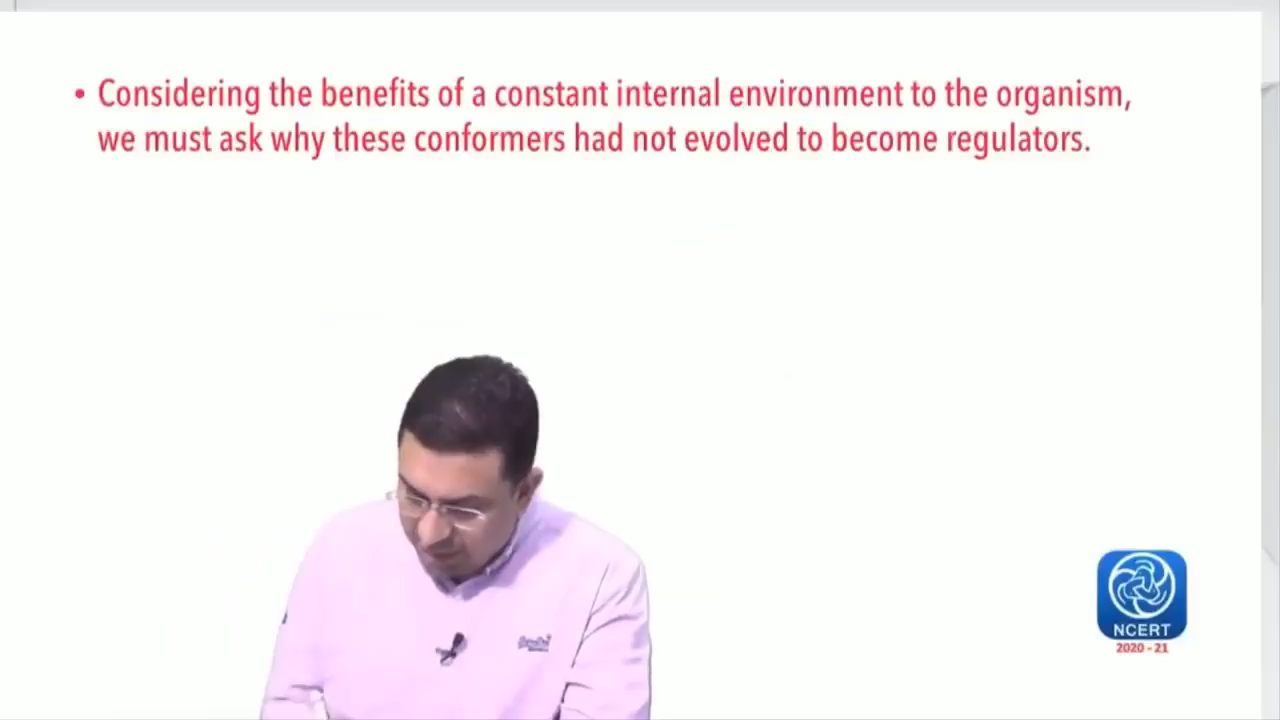 • Considering the benefits of a constant internal environment to the organism,
we must ask why these conformers had not evolved to become regulators.
NCERT
2020 - 21